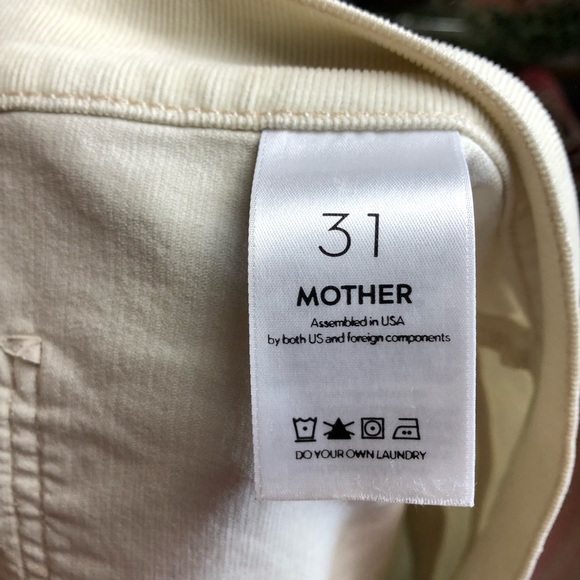 31
MOTHER
Assembled in USA
by both US and foreign components
DO YOUR OWN LAUNDRY